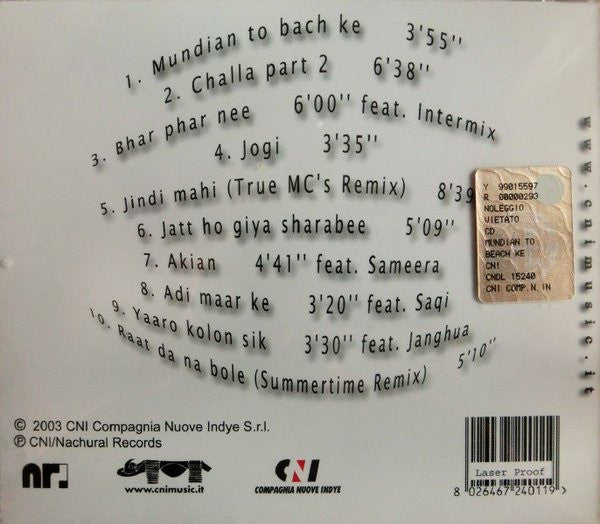 1. Mundian to bach ke 3'55''
2. Challa part 2 6'38''
3. Bhar phar nee 6'00'' feat. Intermix
4. Jogi 3'35''
5. Jindi mahi (True MC's Remix) 8'39
6. Jatt ho giya sharabee 5'09''
7. Akian 4'41'' feat. Sameera
8. Adi maar ke 3'20'' feat. Saqi
9. Yaaro kolon sik 3'30'' feat. Janghua
10. Raat da na bole (Summertime Remix) 5'10''
Y 99015597
R 00000293
NOLEGGIO
VIETATO
CD
MUNDIAN TO
BEACH KE
CN!
CNDL 15240
CNI COMP.N.IN
www.cnimusic.it
© 2003 CNI Compagnia Nuove Indye S.r.l.
℗ CNI/Nachural Records
nr
www.cnimusic.it
CNI
COMPAGNIA NUOVE INDYE
Laser Proof
8 026467 240119 >